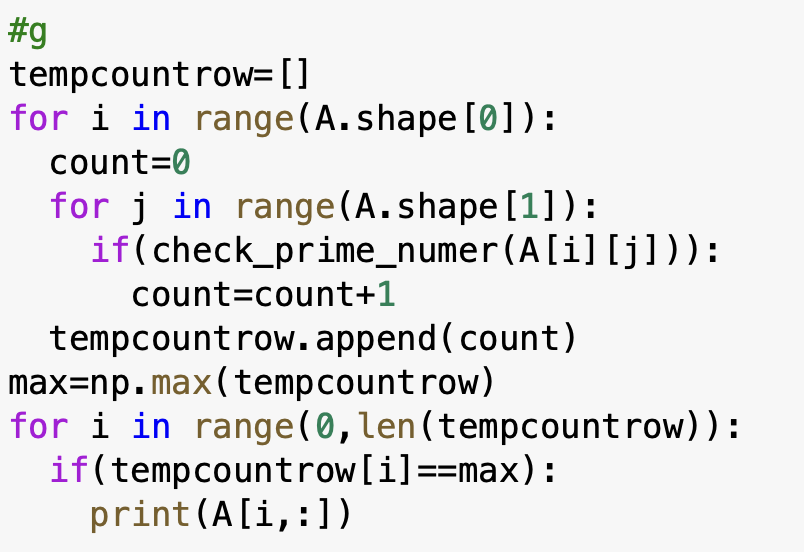 #g
tempcountrow=[]
for i in range(A.shape[0]):
  count=0
  for j in range(A.shape[1]):
    if(check_prime_numer(A[i][j])):
      count=count+1
  tempcountrow.append(count)
max=np.max(tempcountrow)
for i in range(0,len(tempcountrow)):
  if(tempcountrow[i]==max):
    print(A[i,:])